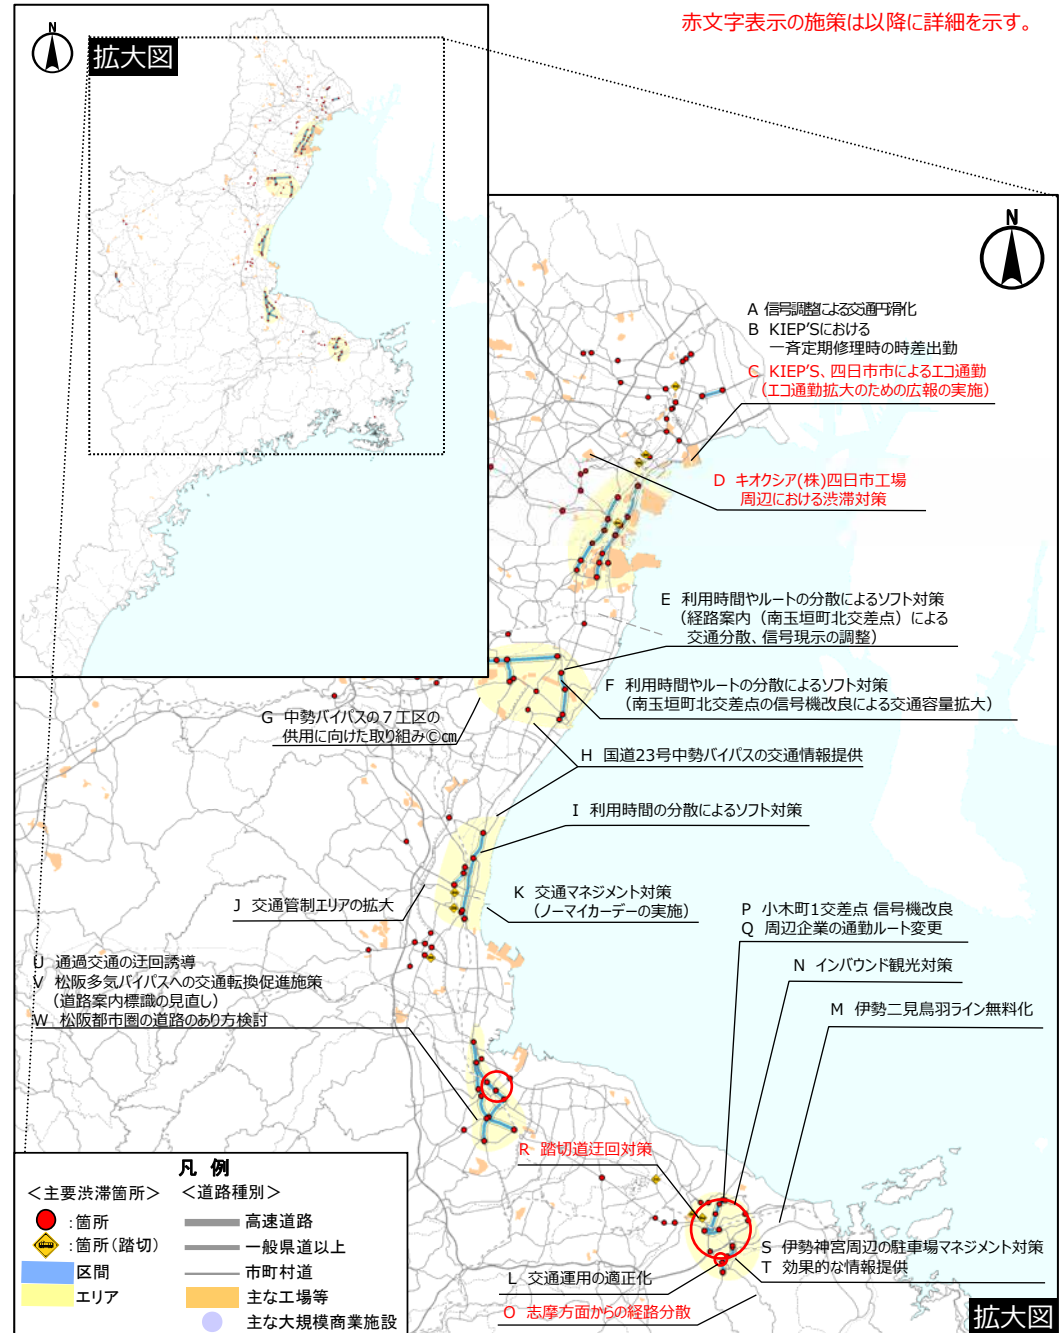 赤文字表示の施策は以降に詳細を示す。
N
拡大図
N
A 信号調整による交通円滑化
B KIEP'Sにおける
一斉定期修理時の時差出勤
C KIEP'S、四日市市によるエコ通勤
（エコ通勤拡大のための広報の実施）
D キオクシア(株)四日市工場
周辺における渋滞対策
E 利用時間やルートの分散によるソフト対策
（経路案内（南玉垣町北交差点）による
交通分散、信号現示の調整）
F 利用時間やルートの分散によるソフト対策
（南玉垣町北交差点の信号機改良による交通容量拡大）
G 中勢バイパスの７工区の
供用に向けた取り組み©㎝
H 国道23号中勢バイパスの交通情報提供
I 利用時間の分散によるソフト対策
J 交通管制エリアの拡大
K 交通マネジメント対策
（ノーマイカーデーの実施）
P 小木町1交差点 信号機改良
Q 周辺企業の通勤ルート変更
N インバウンド観光対策
M 伊勢二見鳥羽ライン無料化
U 通過交通の迂回誘導
V 松阪多気バイパスへの交通転換促進施策
（道路案内標識の見直し）
W 松阪都市圏の道路のあり方検討
R 踏切道迂回対策
S 伊勢神宮周辺の駐車場マネジメント対策
T 効果的な情報提供
L 交通運用の適正化
O 志摩方面からの経路分散
拡大図
凡 例
＜主要渋滞箇所＞ ＜道路種別＞
:箇所 高速道路
:箇所(踏切) 一般県道以上
区間 市町村道
エリア 主な工場等
主な大規模商業施設